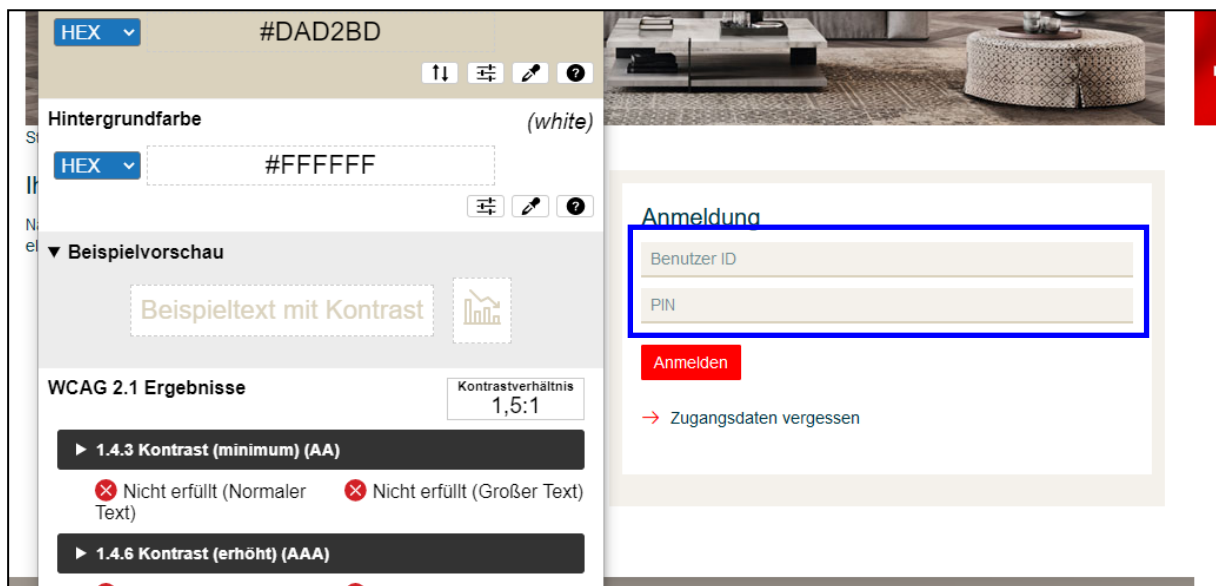 HEX
#DAD2BD
Hintergrundfarbe
(white)
HEX
#FFFFFF
Beispielvorschau
Beispieltext mit Kontrast
WCAG 2.1 Ergebnisse
Kontrastverhältnis
1,5:1
1.4.3 Kontrast (minimum) (AA)
Nicht erfüllt (Normaler
Text)
Nicht erfüllt (Großer Text)
1.4.6 Kontrast (erhöht) (AAA)
Anmeldung
Benutzer ID
PIN
Anmelden
Zugangsdaten vergessen